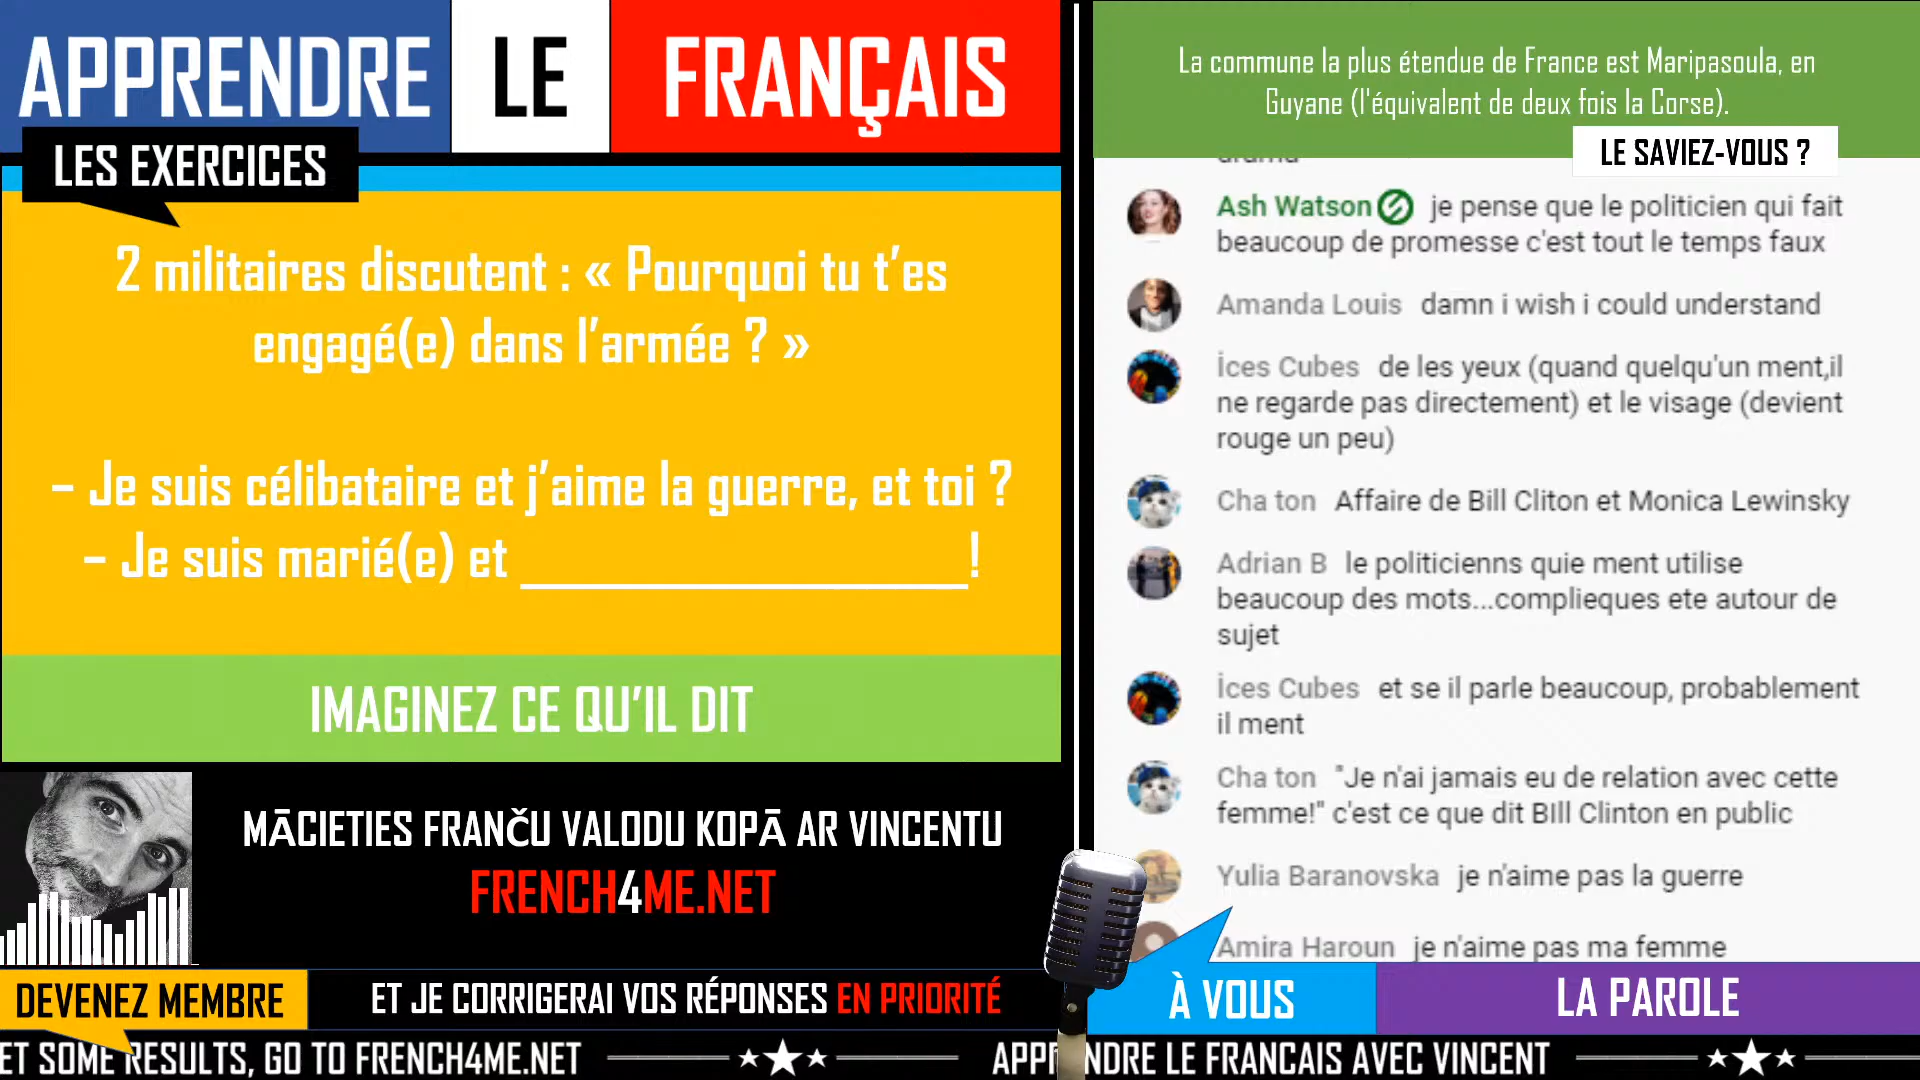 APPRENDRE LE FRANÇAIS
LES EXERCICES
2 militaires discutent : « Pourquoi tu t’es
engagé(e) dans l’armée ? »
– Je suis célibataire et j’aime la guerre, et toi ?
– Je suis marié(e) et ____________________!
IMAGINEZ CE QU’IL DIT
MĀCIETIES FRANČU VALODU KOPĀ AR VINCENTU
FRENCH4ME.NET
DEVENEZ MEMBRE
ET JE CORRIGERAI VOS RÉPONSES EN PRIORITÉ
La commune la plus étendue de France est Maripasoula, en
Guyane (l'équivalent de deux fois la Corse).
LE SAVIEZ-VOUS ?
Ash Watson je pense que le politicien qui fait
beaucoup de promesse c'est tout le temps faux
Amanda Louis damn i wish i could understand
İces Cubes de les yeux (quand quelqu'un ment,il
ne regarde pas directement) et le visage (devient
rouge un peu)
Cha ton Affaire de Bill Cliton et Monica Lewinsky
Adrian B le politicienns quie ment utilise
beaucoup des mots...complieques ete autour de
sujet
İces Cubes et se il parle beaucoup, probablement
il ment
Cha ton "Je n'ai jamais eu de relation avec cette
femme!" c'est ce que dit BIll Clinton en public
Yulia Baranovska je n'aime pas la guerre
Amira Haroun je n'aime pas ma femme
À VOUS
LA PAROLE
ET SOME RESULTS, GO TO FRENCH4ME.NET
NDRE LE FRANCAIS AVEC VINCENT